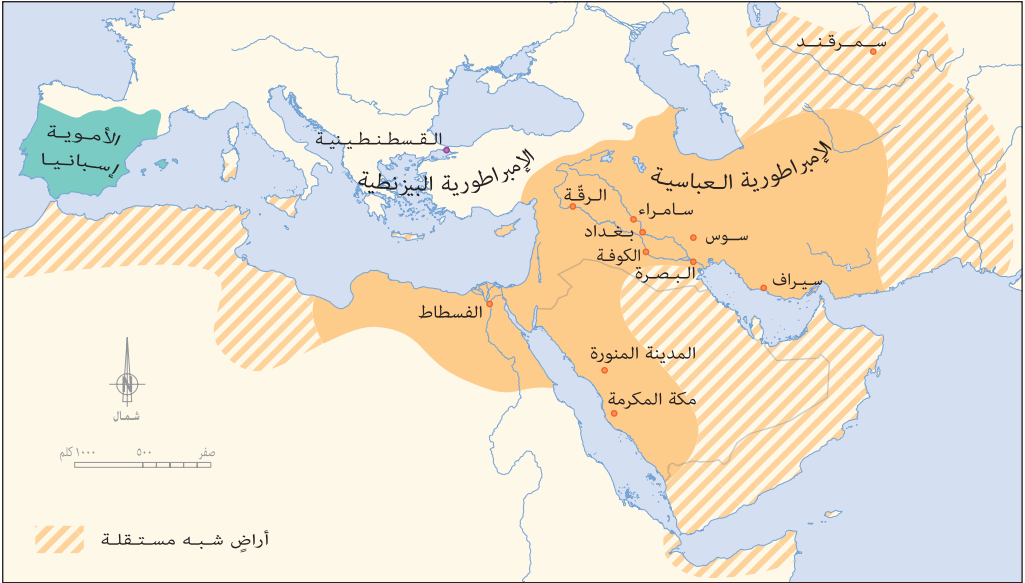 سمرقند
القسطنطينية
الأموية
إسبانيا
الإمبراطورية البيزنطية
الإمبراطورية العباسية
الرقّة
سامراء
بغداد
سوس
الكوفة
البصرة
سيراف
الفسطاط
المدينة المنورة
مكة المكرمة
N
شمال
صفر
٥٠٠
١٠٠٠ كلم
أراضٍ شبه مستقلة